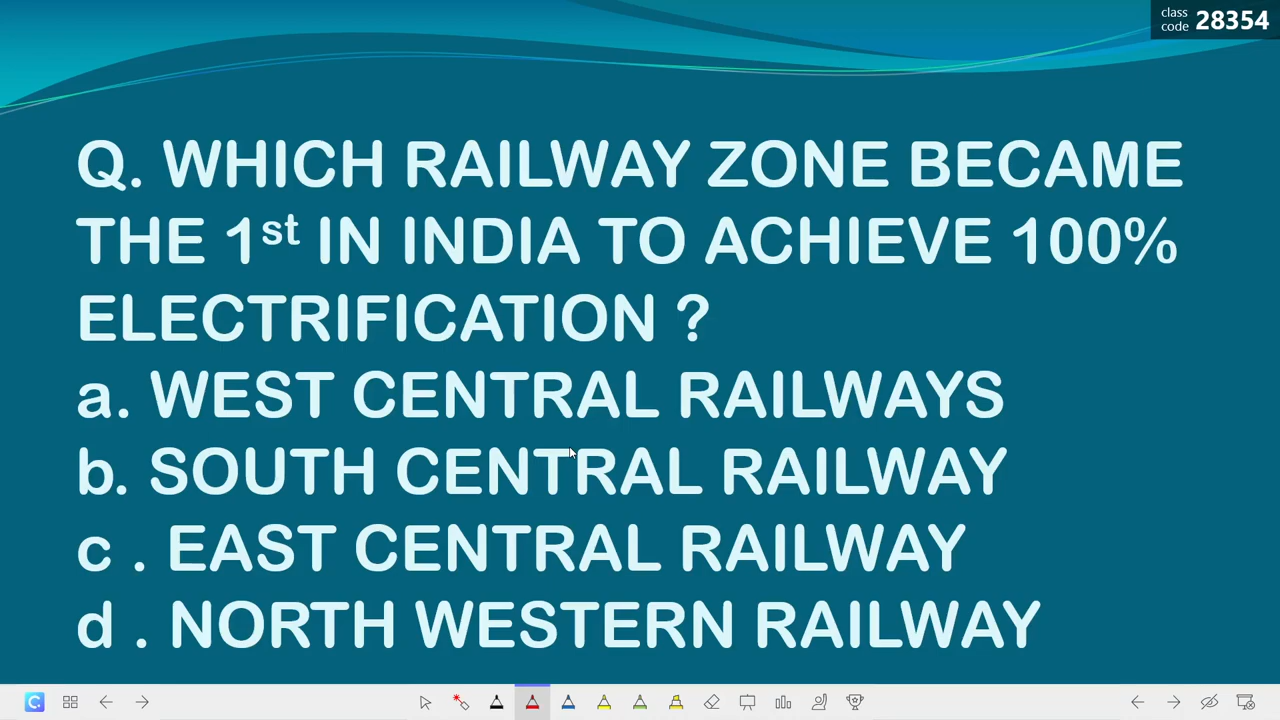 class
code 28354
Q. WHICH RAILWAY ZONE BECAME
THE 1st IN INDIA TO ACHIEVE 100%
ELECTRIFICATION ?
a. WEST CENTRAL RAILWAYS
b. SOUTH CENTRAL RAILWAY
c . EAST CENTRAL RAILWAY
d . NORTH WESTERN RAILWAY